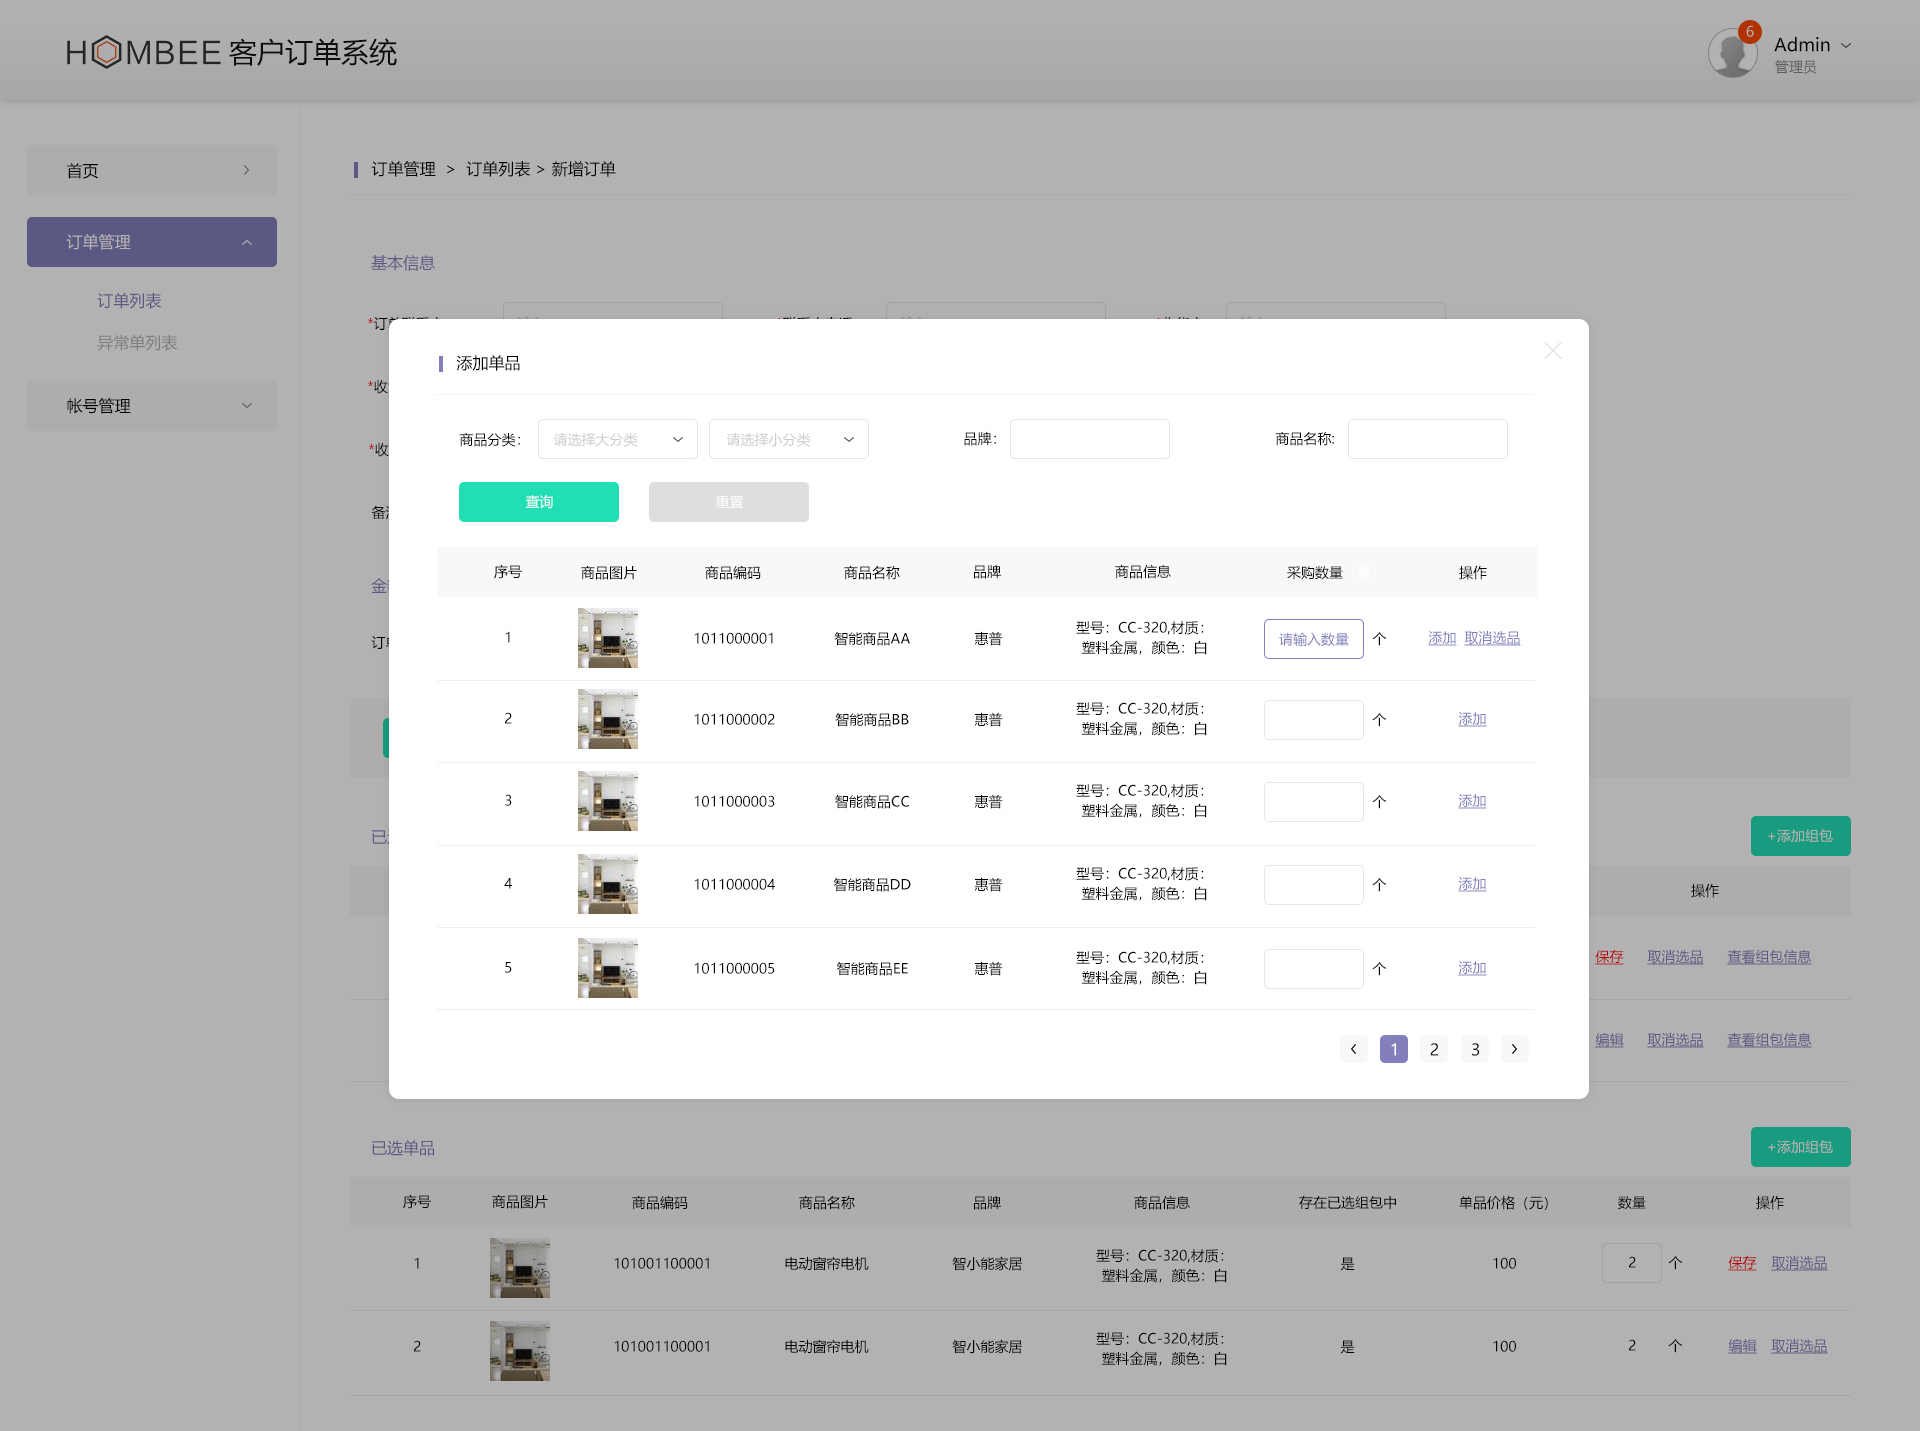 HOMBEE 客户订单系统
6
Admin
管理员
首页
订单管理
订单列表
异常单列表
帐号管理
订单管理 > 订单列表 > 新增订单
基本信息
*收
*收
添加单品
商品分类：
请选择大分类
请选择小分类
品牌：
商品名称:
查询
重置
序号 商品图片 商品编码 商品名称 品牌 商品信息 采购数量 操作
1 1011000001 智能商品AA 惠普 型号：CC-320,材质：
塑料金属，颜色：白
请输入数量 个 添加 取消选品
2 1011000002 智能商品BB 惠普 型号：CC-320,材质：
塑料金属，颜色：白
个 添加
3 1011000003 智能商品CC 惠普 型号：CC-320,材质：
塑料金属，颜色：白
个 添加
4 1011000004 智能商品DD 惠普 型号：CC-320,材质：
塑料金属，颜色：白
个 添加
5 1011000005 智能商品EE 惠普 型号：CC-320,材质：
塑料金属，颜色：白
个 添加
< 1 2 3 >
+添加组包
操作
保存 取消选品 查看组包信息
编辑 取消选品 查看组包信息
已选单品
+添加组包
序号 商品图片 商品编码 商品名称 品牌 商品信息 存在已选组包中 单品价格（元） 数量 操作
1 101001100001 电动窗帘电机 智小能家居 型号：CC-320,材质：
塑料金属，颜色：白
是 100 2 个 保存 取消选品
2 101001100001 电动窗帘电机 智小能家居 型号：CC-320,材质：
塑料金属，颜色：白
是 100 2 个 编辑 取消选品